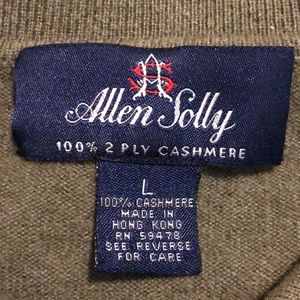 Allen Solly
100% 2 PLY CASHMERE
L
100% CASHMERE
MADE IN
HONG KONG
RN 59478
SEE REVERSE
FOR CARE